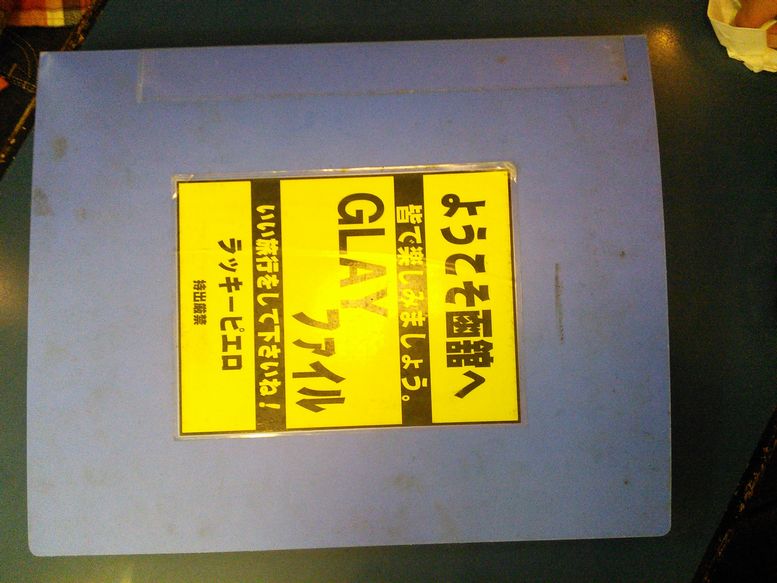 ようこそ函館へ
皆で楽しみましょう。
GLAY
ファイル
いい旅行をして下さいね!
ラッキーピエロ
持出厳禁